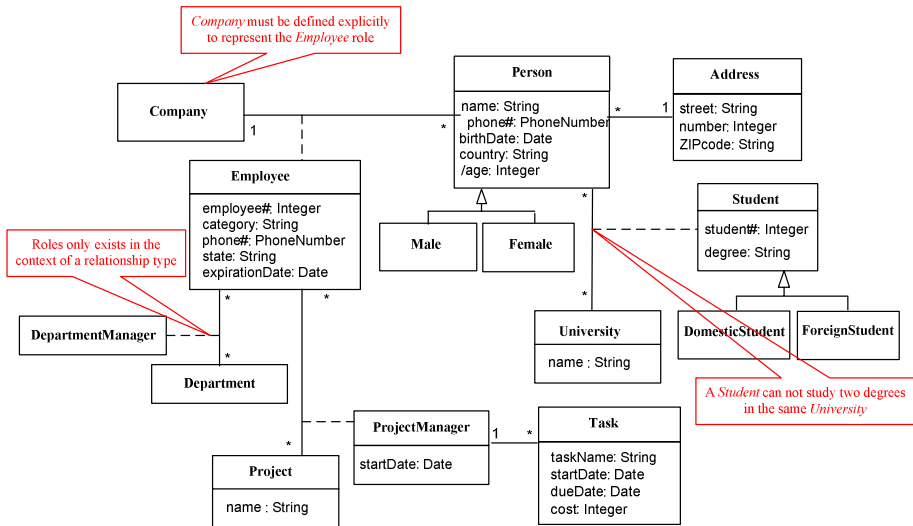 Company must be defined explicitly
to represent the Employee role
Company
1
*
Person
name: String
phone#: PhoneNumber
birthDate: Date
country: String
/age: Integer
*
1
Address
street: String
number: Integer
ZIPcode: String
Employee
employee#: Integer
category: String
phone#: PhoneNumber
state: String
expirationDate: Date
Male
Female
*
*
Student
student#: Integer
degree: String
Roles only exists in the
context of a relationship type
*
*
*
*
DepartmentManager
Department
University
name : String
DomesticStudent
ForeignStudent
A Student can not study two degrees
in the same University
ProjectManager
startDate: Date
1
*
Task
taskName: String
startDate: Date
dueDate: Date
cost: Integer
Project
name : String